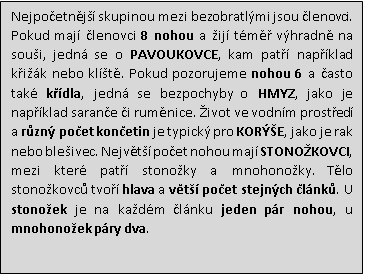 Nejpočetnější skupinou mezi bezobratlými jsou členovci.
Pokud mají členovci 8 nohou a žijí téměř výhradně na
souši, jedná se o PAVOUKOVCE, kam patří například
křižák nebo klíště. Pokud pozorujeme nohou 6 a často
také křídla, jedná se bezpochyby o HMYZ, jako je
například saranče či ruměnice. Život ve vodním prostředí
a různý počet končetin je typický pro KORÝŠE, jako je rak
nebo blešivec. Největší počet nohou mají STONOŽKOVCI,
mezi které patří stonožky a mnohonožky. Tělo
stonožkovců tvoří hlava a větší počet stejných článků. U
stonožek je na každém článku jeden pár nohou, u
mnohonožek páry dva.